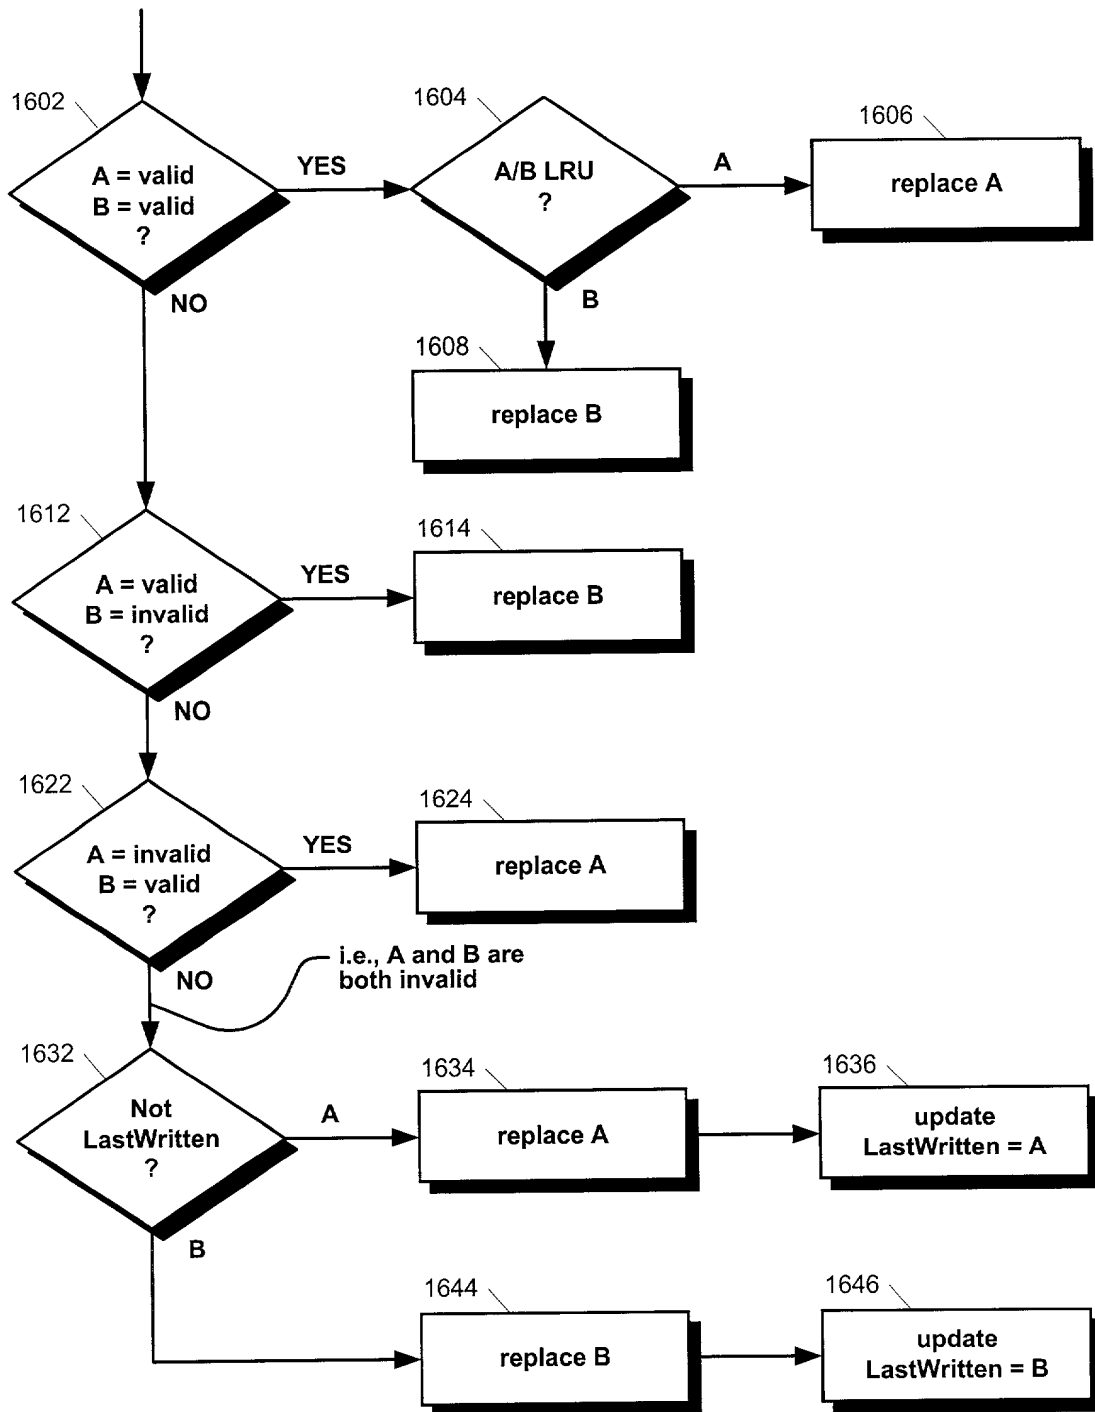 1602
A = valid
B = valid
?
YES
NO
1604
A/B LRU
?
A
B
1606
replace A
1608
replace B
1612
A = valid
B = invalid
?
YES
NO
1614
replace B
1622
A = invalid
B = valid
?
YES
NO
1624
replace A
i.e., A and B are
both invalid
1632
Not
LastWritten
?
A
B
1634
replace A
1636
update
LastWritten = A
1644
replace B
1646
update
LastWritten = B